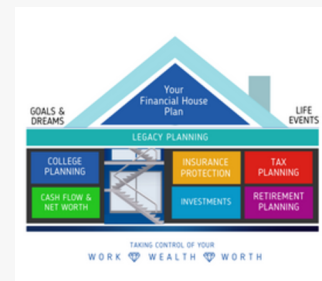 Your
Financial House
Plan
GOALS &
DREAMS
LIFE
EVENTS
LEGACY PLANNING
COLLEGE
PLANNING
INSURANCE
PROTECTION
TAX
PLANNING
CASH FLOW &
NET WORTH
INVESTMENTS
RETIREMENT
PLANNING
TAKING CONTROL OF YOUR
WORK WEALTH WORTH